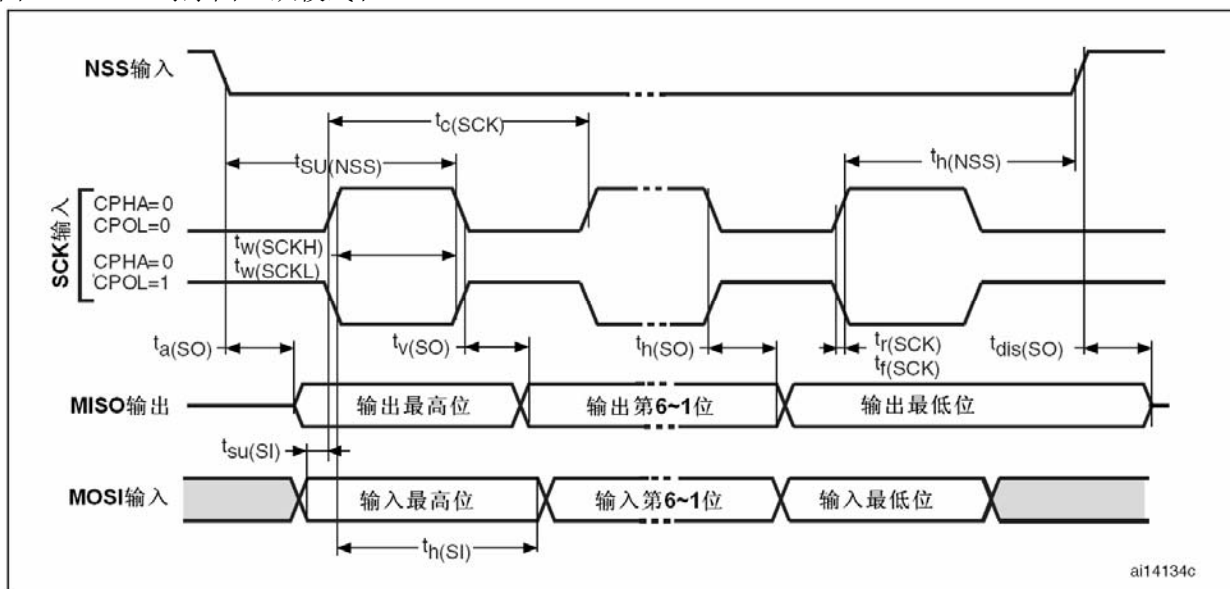 NSS输入
tc(SCK)
tSU(NSS)
th(NSS)
SCK输入
CPHA=0
CPOL=0
tw(SCKH)
tw(SCKL)
CPHA=0
CPOL=1
ta(SO)
tv(SO)
th(SO)
tr(SCK)
tf(SCK)
tdis(SO)
MISO输出
输出最高位
输出第6~1位
输出最低位
tsu(SI)
MOSI输入
输入最高位
输入第6~1位
输入最低位
th(SI)
ai14134c